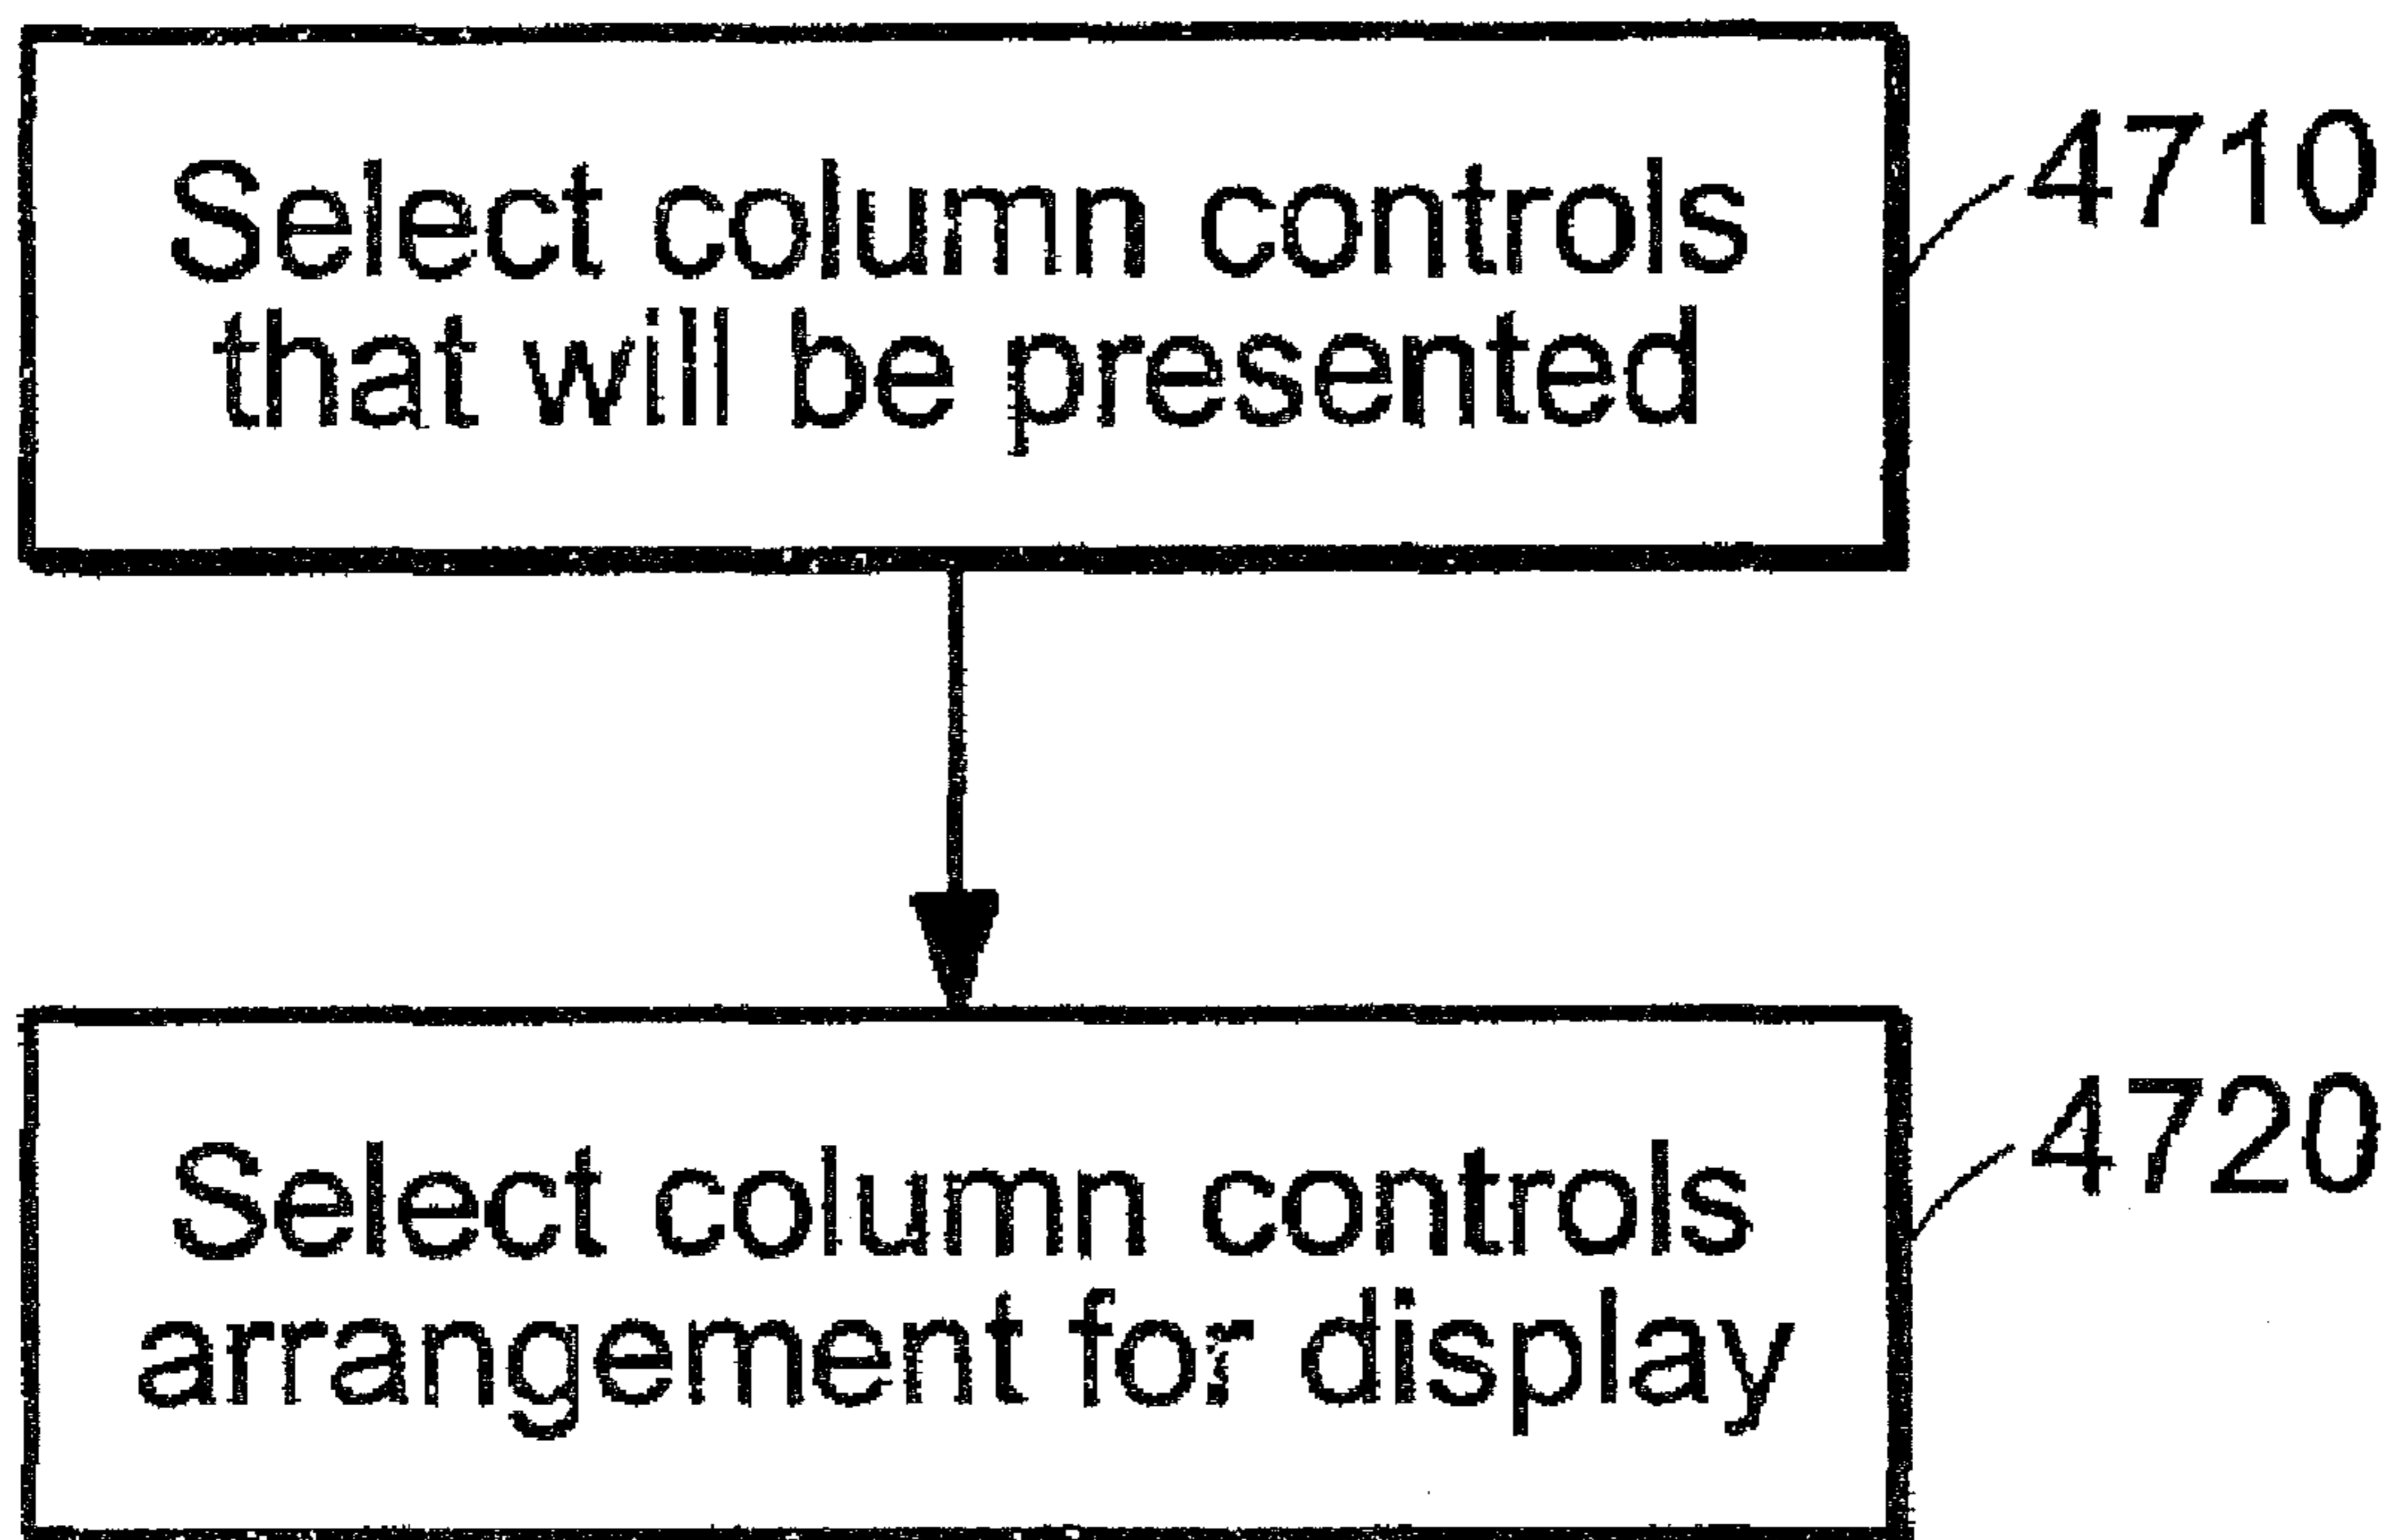 Select column controls
that will be presented
4710
Select column controls
arrangement for display
4720